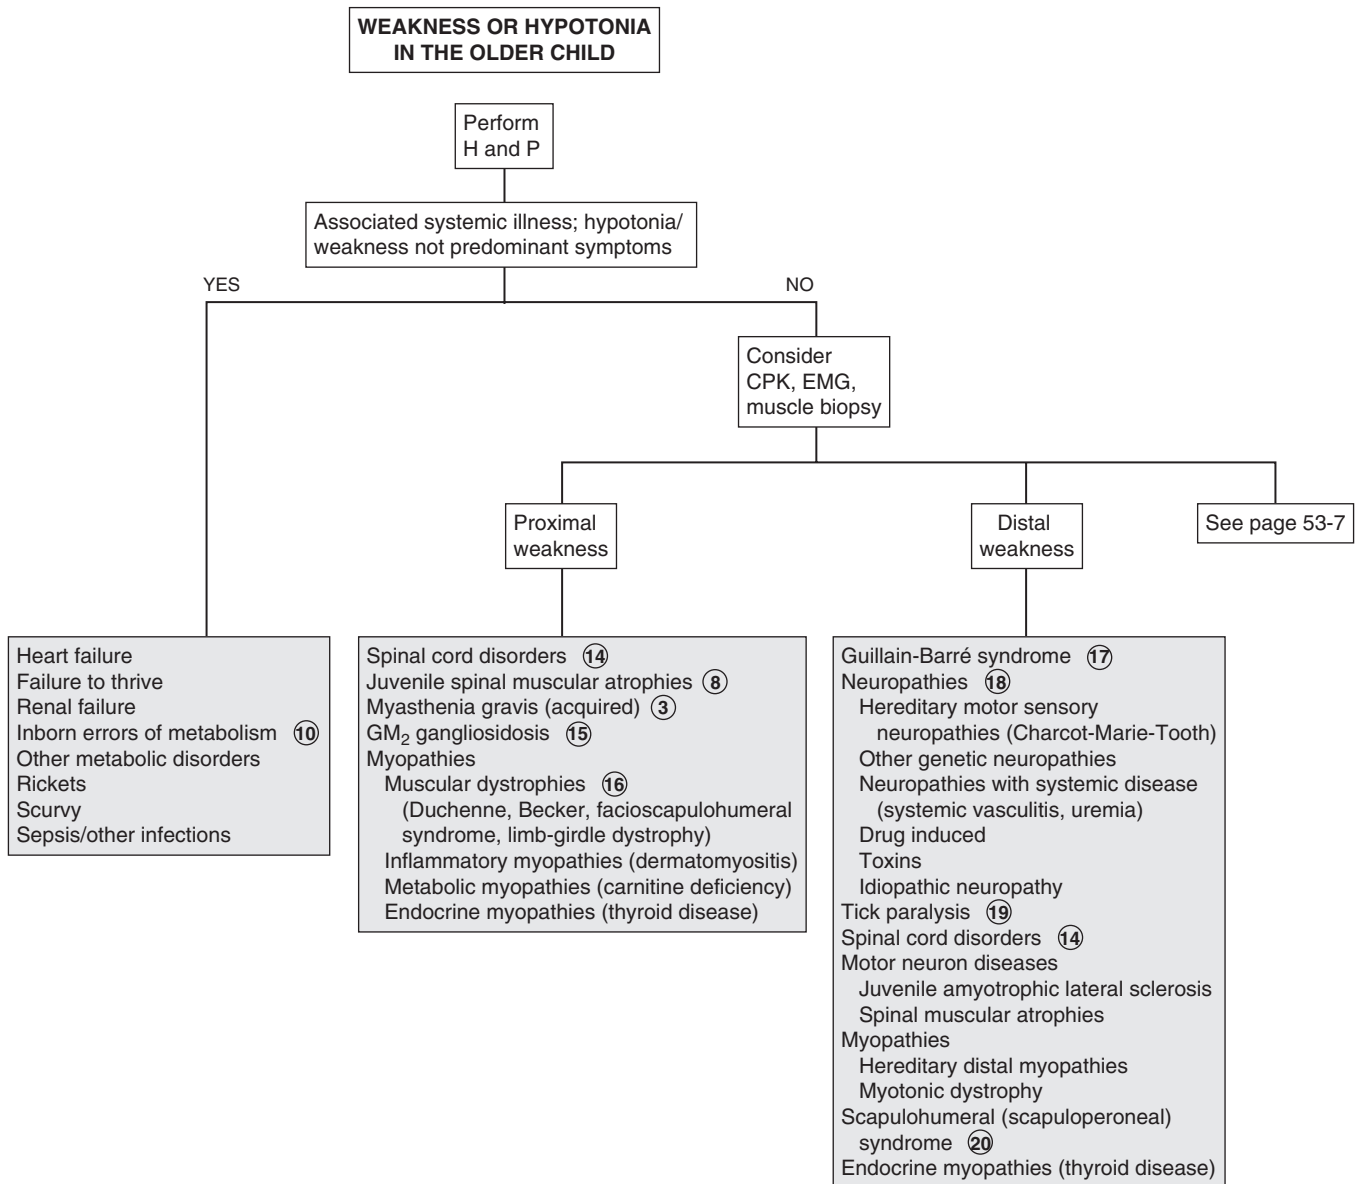 WEAKNESS OR HYPOTONIA
IN THE OLDER CHILD
Perform
H and P
Associated systemic illness; hypotonia/
weakness not predominant symptoms
YES
NO
Consider
CPK, EMG,
muscle biopsy
Proximal
weakness
Distal
weakness
See page 53-7
Heart failure
Failure to thrive
Renal failure
Inborn errors of metabolism 10
Other metabolic disorders
Rickets
Scurvy
Sepsis/other infections
Spinal cord disorders 14
Juvenile spinal muscular atrophies 8
Myasthenia gravis (acquired) 3
GM₂ gangliosidosis 15
Myopathies
Muscular dystrophies 16
(Duchenne, Becker, facioscapulohumeral
syndrome, limb-girdle dystrophy)
Inflammatory myopathies (dermatomyositis)
Metabolic myopathies (carnitine deficiency)
Endocrine myopathies (thyroid disease)
Guillain-Barré syndrome 17
Neuropathies 18
Hereditary motor sensory
neuropathies (Charcot-Marie-Tooth)
Other genetic neuropathies
Neuropathies with systemic disease
(systemic vasculitis, uremia)
Drug induced
Toxins
Idiopathic neuropathy
Tick paralysis 19
Spinal cord disorders 14
Motor neuron diseases
Juvenile amyotrophic lateral sclerosis
Spinal muscular atrophies
Myopathies
Hereditary distal myopathies
Myotonic dystrophy
Scapulohumeral (scapuloperoneal)
syndrome 20
Endocrine myopathies (thyroid disease)